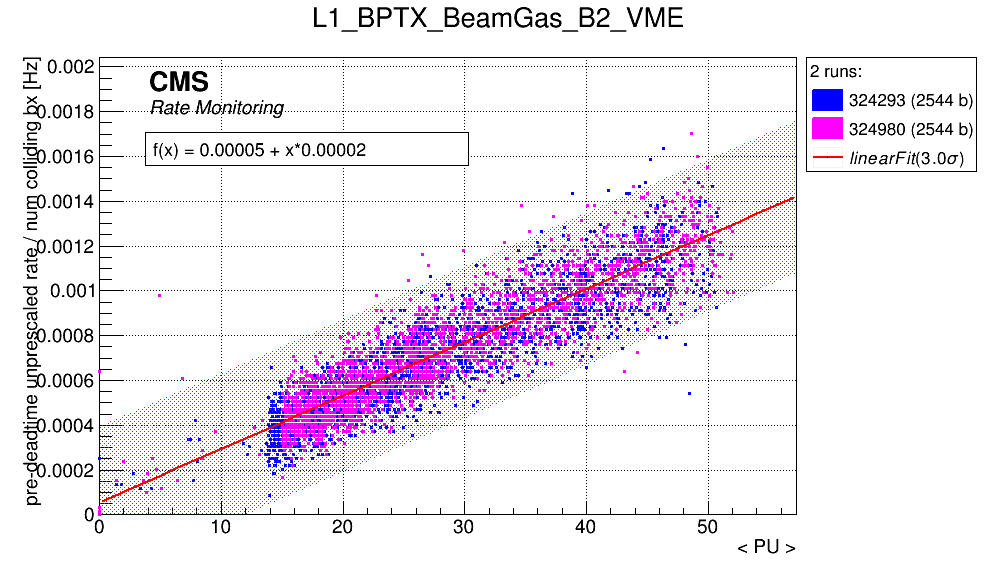 L1_BPTX_BeamGas_B2_VME
pre-deadtime unprescaled rate / num colliding bx [Hz]
0.002
0.0018
0.0016
0.0014
0.0012
0.001
0.0008
0.0006
0.0004
0.0002
0
CMS
Rate Monitoring
f(x) = 0.00005 + x*0.00002
0 10 20 30 40 50
< PU >
2 runs:
324293 (2544 b)
324980 (2544 b)
linearFit(3.0σ)